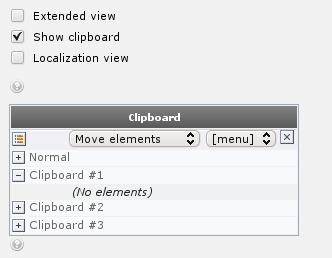 Extended view
Show clipboard
Localization view
Clipboard
Move elements [menu]
Normal
Clipboard #1
(No elements)
Clipboard #2
Clipboard #3